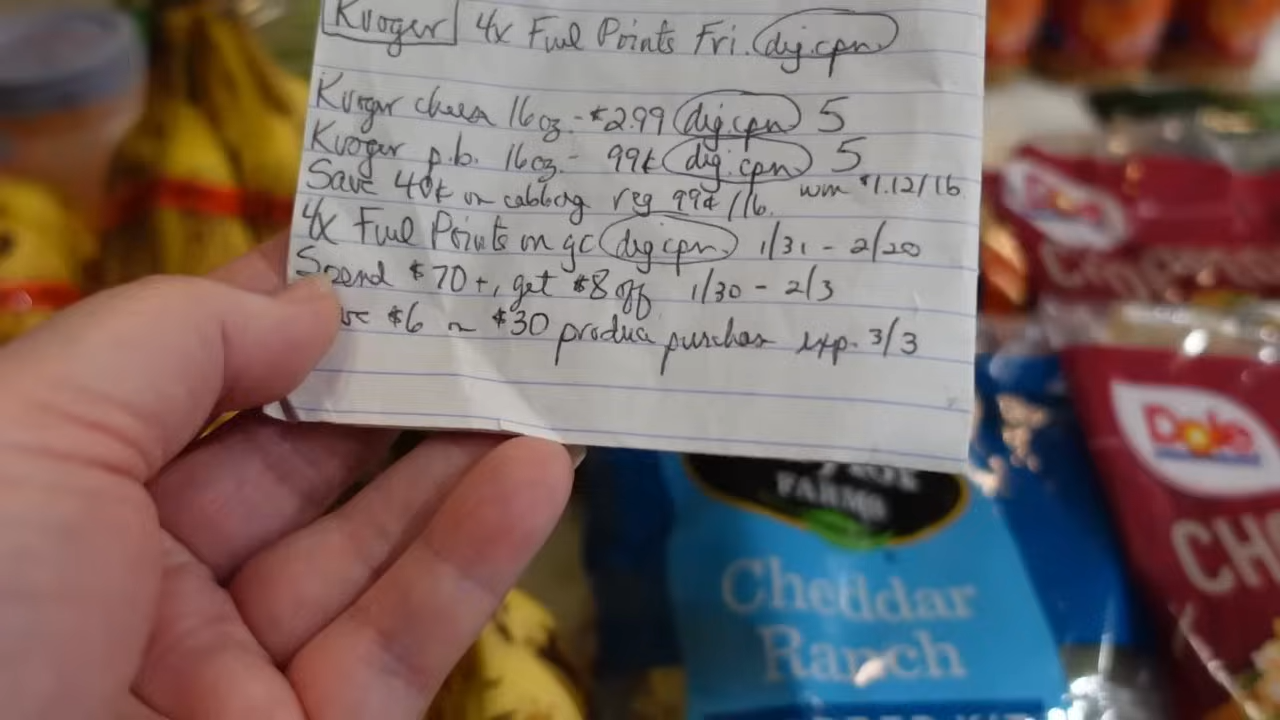 Kroger 4x Fuel Points Fri. dig.cpn
Kroger cheese 16oz. - $2.99 dig.cpn 5
Kroger p.b. 16oz. - 99¢ dig.cpn 5
Save 40¢ on cabbage reg 99¢/lb. wm $1.12/lb
4x Fuel Points on gc dig cpn 1/31 - 2/20
Spend $70+, get $8 off 1/30 - 2/3
$6 on $30 produce purchase exp. 3/3
Dole
FARMS
Cheddar
Ranch